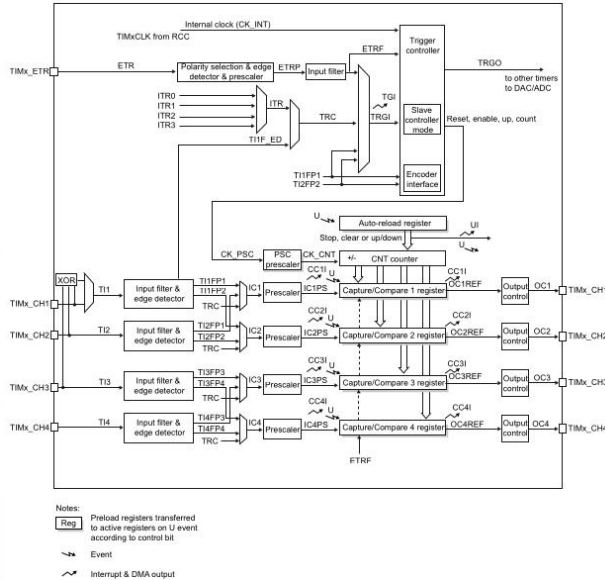 Internal clock (CK_INT)
TIMxCLK from RCC
Trigger
controller
TIMx_ETR
ETR
Polarity selection & edge
detector & prescaler
ETRP
Input filter
ETRF
TRGO
to other timers
to DAC/ADC
ITR0
ITR1
ITR2
ITR3
ITR
TI1F_ED
TRC
TGI
TRGI
Slave
controller
mode
Reset, enable, up, count
TI1FP1
TI2FP2
Encoder
interface
U
Auto-reload register
UI
Stop, clear or up/down
U
CK_PSC
PSC
prescaler
CK_CNT
+/-
CNT counter
XOR
TIMx_CH1
TI1
Input filter &
edge detector
TI1FP1
TI1FP2
TRC
IC1
Prescaler
CC1I
IC1PS
U
Capture/Compare 1 register
CC1I
OC1REF
Output
control
OC1
TIMx_CH1
TIMx_CH2
TI2
Input filter &
edge detector
TI2FP1
TI2FP2
TRC
IC2
Prescaler
CC2I
IC2PS
U
Capture/Compare 2 register
CC2I
OC2REF
Output
control
OC2
TIMx_CH2
TIMx_CH3
TI3
Input filter &
edge detector
TI3FP3
TI3FP4
TRC
IC3
Prescaler
CC3I
IC3PS
U
Capture/Compare 3 register
CC3I
OC3REF
Output
control
OC3
TIMx_CH3
TIMx_CH4
TI4
Input filter &
edge detector
TI4FP3
TI4FP4
TRC
IC4
Prescaler
CC4I
IC4PS
U
Capture/Compare 4 register
CC4I
OC4REF
Output
control
OC4
TIMx_CH4
ETRF
Notes:
Reg
Preload registers transferred
to active registers on U event
according to control bit
Event
Interrupt & DMA output